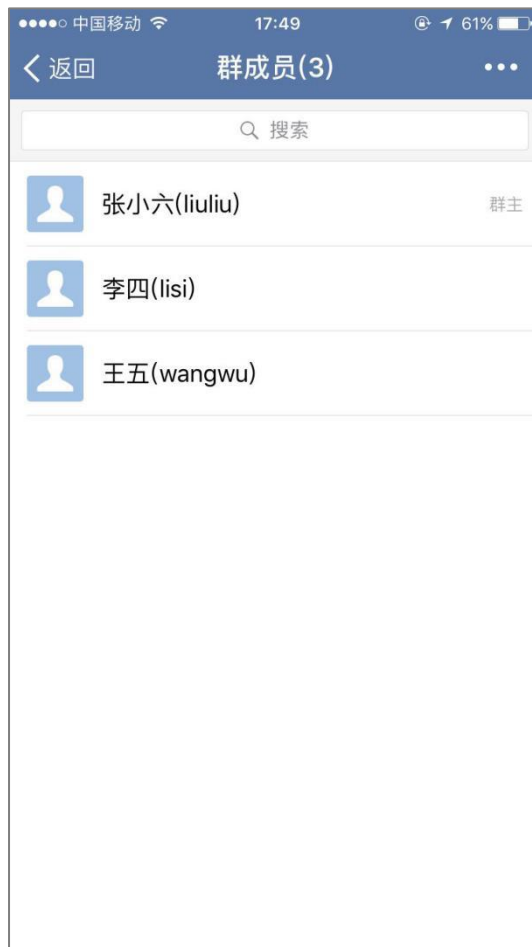 中国移动 17:49 61%
返回 群成员(3)
搜索
张小六(liuliu) 群主
李四(lisi)
王五(wangwu)